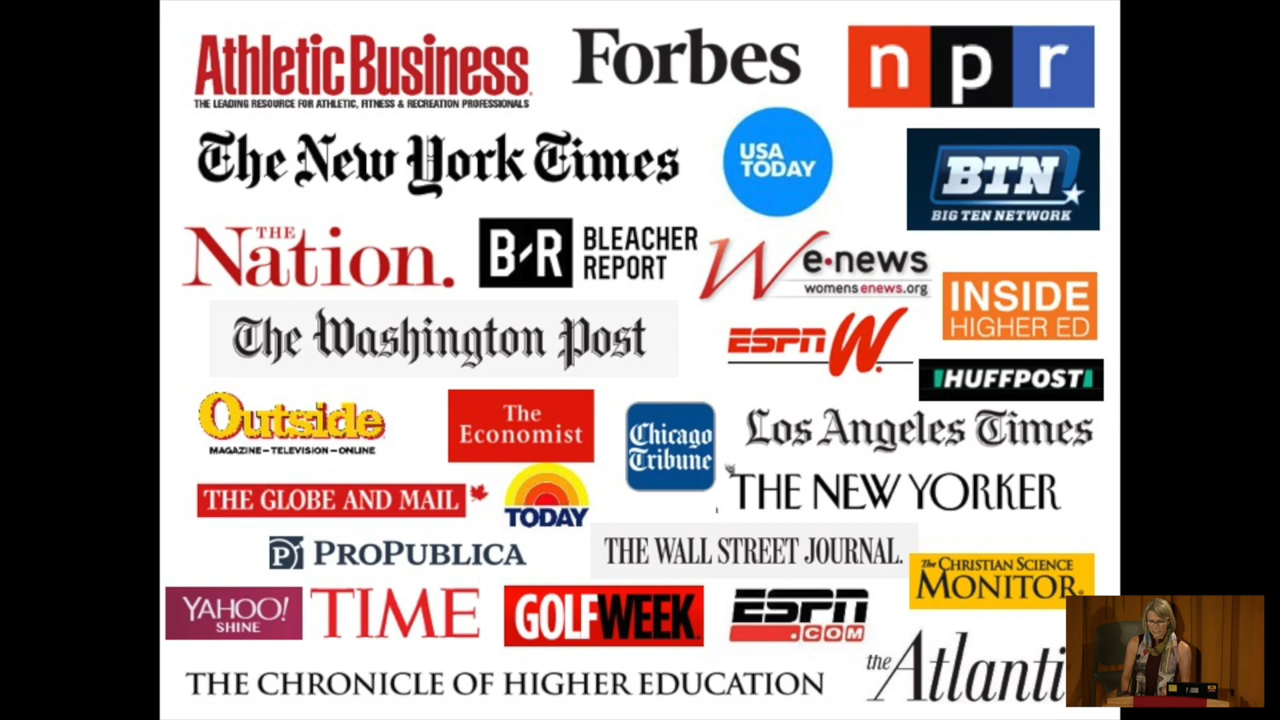 Athletic Business
THE LEADING RESOURCE FOR ATHLETIC, FITNESS & RECREATION PROFESSIONALS
Forbes
npr
The New York Times
USA
TODAY
BTN
BIG TEN NETWORK
THE
Nation.
B-R
BLEACHER
REPORT
We•news
womensenews.org
INSIDE
HIGHER ED
The Washington Post
ESPN W.
HUFFPOST
Outside
MAGAZINE – TELEVISION – ONLINE
The
Economist
Chicago
Tribune
Los Angeles Times
THE GLOBE AND MAIL
TODAY
THE NEW YORKER
P
PROPUBLICA
THE WALL STREET JOURNAL.
The CHRISTIAN SCIENCE
MONITOR
YAHOO!
SHINE
TIME
GOLFWEEK
ESPN
.COM
THE CHRONICLE OF HIGHER EDUCATION
the Atlanti